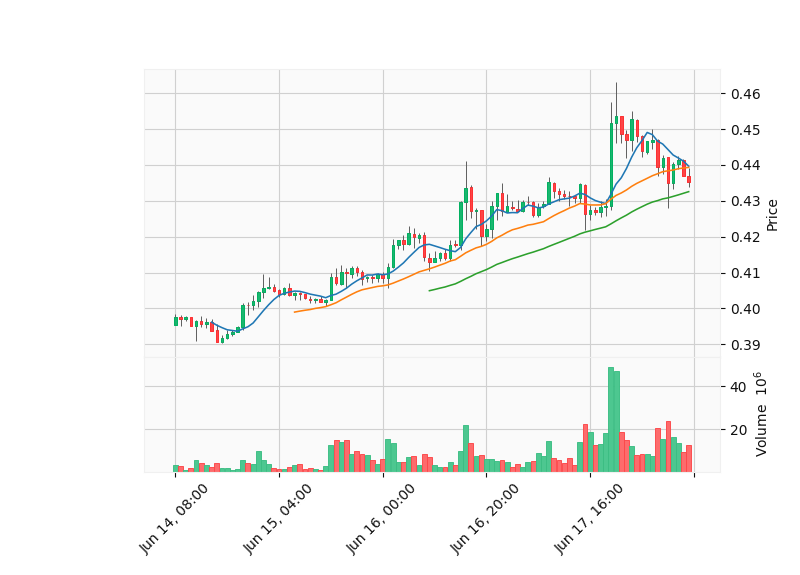 0.46
0.45
0.44
0.43
0.42
0.41
0.40
0.39
Price
40
20
Volume 10^6
Jun 14, 08:00
Jun 15, 04:00
Jun 16, 00:00
Jun 16, 20:00
Jun 17, 16:00